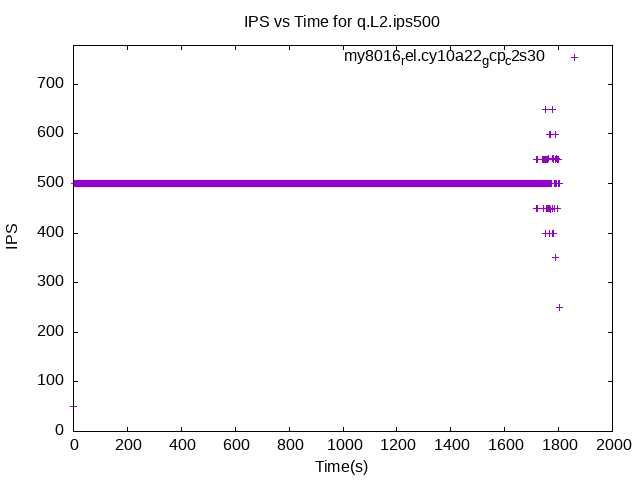 IPS vs Time for q.L2.ips500
my8016rel.cy10a22gcpc2s30
700
600
500
400
300
200
100
0
IPS
0 200 400 600 800 1000 1200 1400 1600 1800 2000
Time(s)